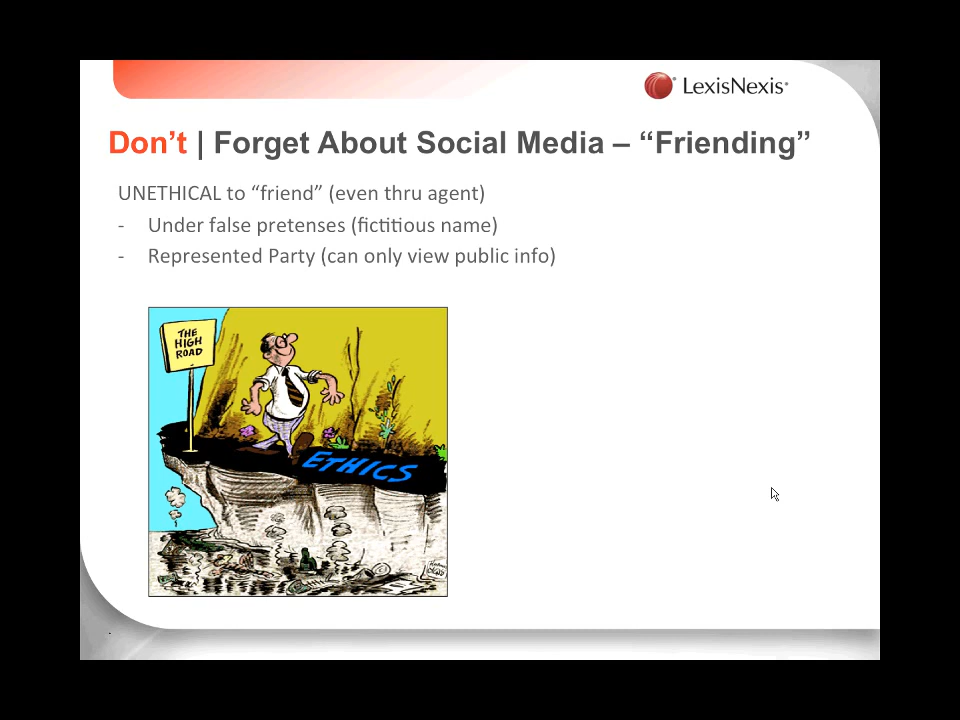 LexisNexis
Don’t | Forget About Social Media – “Friending”
UNETHICAL to “friend” (even thru agent)
- Under false pretenses (fictitious name)
- Represented Party (can only view public info)
THE
HIGH
ROAD
ETHICS